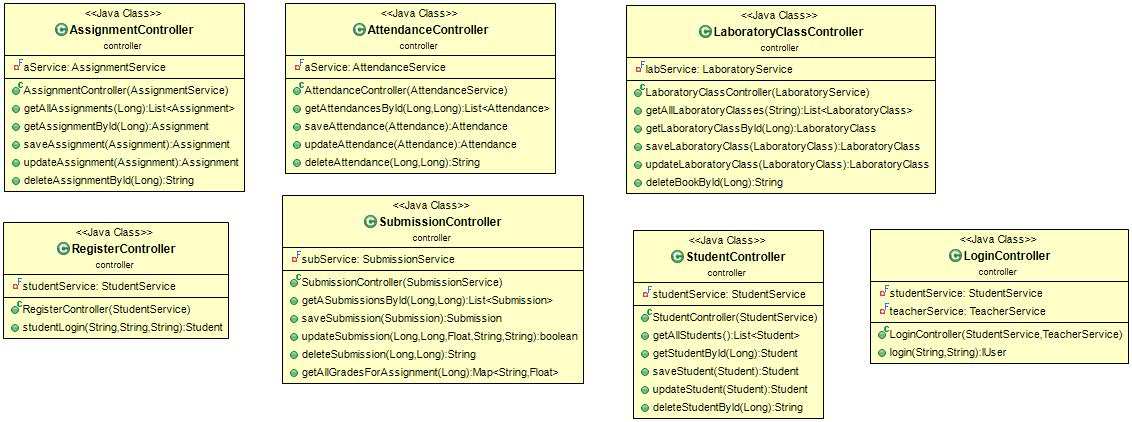 <<Java Class>>
AssignmentController
controller
aService: AssignmentService
AssignmentController(AssignmentService)
getAllAssignments(Long):List<Assignment>
getAssignmentById(Long):Assignment
saveAssignment(Assignment):Assignment
updateAssignment(Assignment):Assignment
deleteAssignmentById(Long):String
<<Java Class>>
AttendanceController
controller
aService: AttendanceService
AttendanceController(AttendanceService)
getAttendancesById(Long,Long):List<Attendance>
saveAttendance(Attendance):Attendance
updateAttendance(Attendance):Attendance
deleteAttendance(Long,Long):String
<<Java Class>>
LaboratoryClassController
controller
labService: LaboratoryService
LaboratoryClassController(LaboratoryService)
getAllLaboratoryClasses(String):List<LaboratoryClass>
getLaboratoryClassById(Long):LaboratoryClass
saveLaboratoryClass(LaboratoryClass):LaboratoryClass
updateLaboratoryClass(LaboratoryClass):LaboratoryClass
deleteBookById(Long):String
<<Java Class>>
RegisterController
controller
studentService: StudentService
RegisterController(StudentService)
studentLogin(String,String,String):Student
<<Java Class>>
SubmissionController
controller
subService: SubmissionService
SubmissionController(SubmissionService)
getASubmissionsById(Long,Long):List<Submission>
saveSubmission(Submission):Submission
updateSubmission(Long,Long,Float,String,String):boolean
deleteSubmission(Long,Long):String
getAllGradesForAssignment(Long):Map<String,Float>
<<Java Class>>
StudentController
controller
studentService: StudentService
StudentController(StudentService)
getAllStudents():List<Student>
getStudentById(Long):Student
saveStudent(Student):Student
updateStudent(Student):Student
deleteStudentById(Long):String
<<Java Class>>
LoginController
controller
studentService: StudentService
teacherService: TeacherService
LoginController(StudentService,TeacherService)
login(String,String):IUser